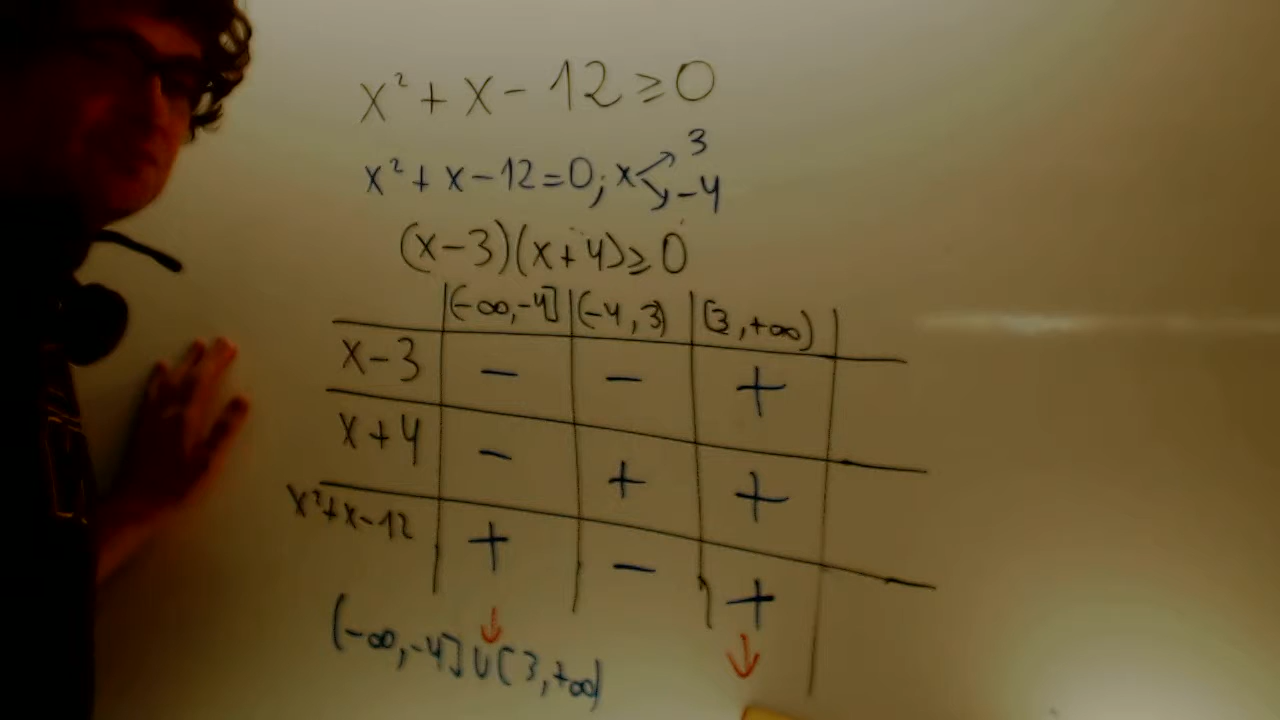 x² + x - 12 ≥ 0
x² + x - 12 = 0; x 3
-4
(x - 3)(x + 4) ≥ 0
(-∞, -4] (-4, 3) [3, +∞)
x - 3 - - +
x + 4 - + +
x² + x - 12 + - +
(-∞, -4] ∪ [3, +∞)